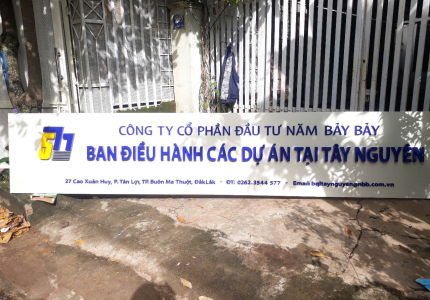 577
CÔNG TY CỔ PHẦN ĐẦU TƯ NĂM BẢY BẢY
BAN ĐIỀU HÀNH CÁC DỰ ÁN TẠI TÂY NGUYÊN
27 Cao Xuân Huy, P. Tân Lợi, TP. Buôn Ma Thuột, ĐắkLắk - ĐT: 0262.3544 577 - Email: